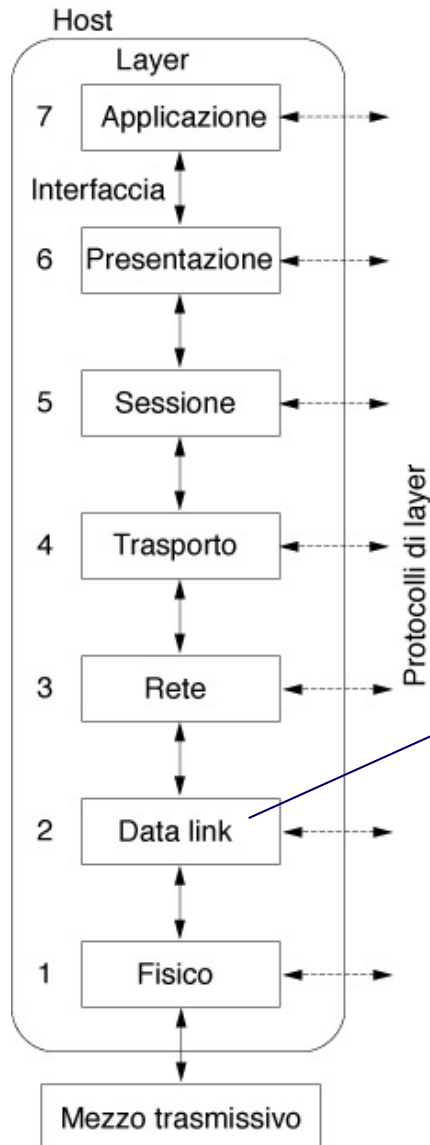 Host
Layer
7 Applicazione
Interfaccia
6 Presentazione
5 Sessione
4 Trasporto
3 Rete
2 Data link
1 Fisico
Mezzo trasmissivo
Protocolli di layer